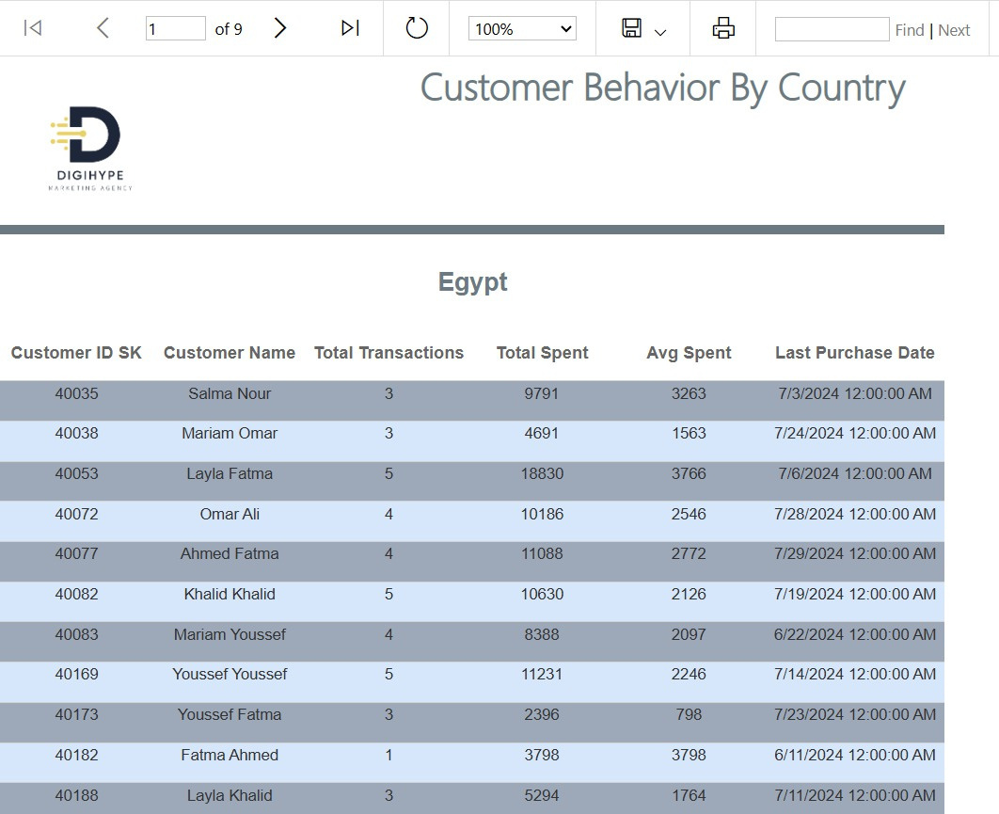 1 of 9 100% Find | Next
Customer Behavior By Country
DIGIHYPE
MARKETING AGENCY
Egypt
Customer ID SK Customer Name Total Transactions Total Spent Avg Spent Last Purchase Date
40035 Salma Nour 3 9791 3263 7/3/2024 12:00:00 AM
40038 Mariam Omar 3 4691 1563 7/24/2024 12:00:00 AM
40053 Layla Fatma 5 18830 3766 7/6/2024 12:00:00 AM
40072 Omar Ali 4 10186 2546 7/28/2024 12:00:00 AM
40077 Ahmed Fatma 4 11088 2772 7/29/2024 12:00:00 AM
40082 Khalid Khalid 5 10630 2126 7/19/2024 12:00:00 AM
40083 Mariam Youssef 4 8388 2097 6/22/2024 12:00:00 AM
40169 Youssef Youssef 5 11231 2246 7/14/2024 12:00:00 AM
40173 Youssef Fatma 3 2396 798 7/23/2024 12:00:00 AM
40182 Fatma Ahmed 1 3798 3798 6/11/2024 12:00:00 AM
40188 Layla Khalid 3 5294 1764 7/11/2024 12:00:00 AM